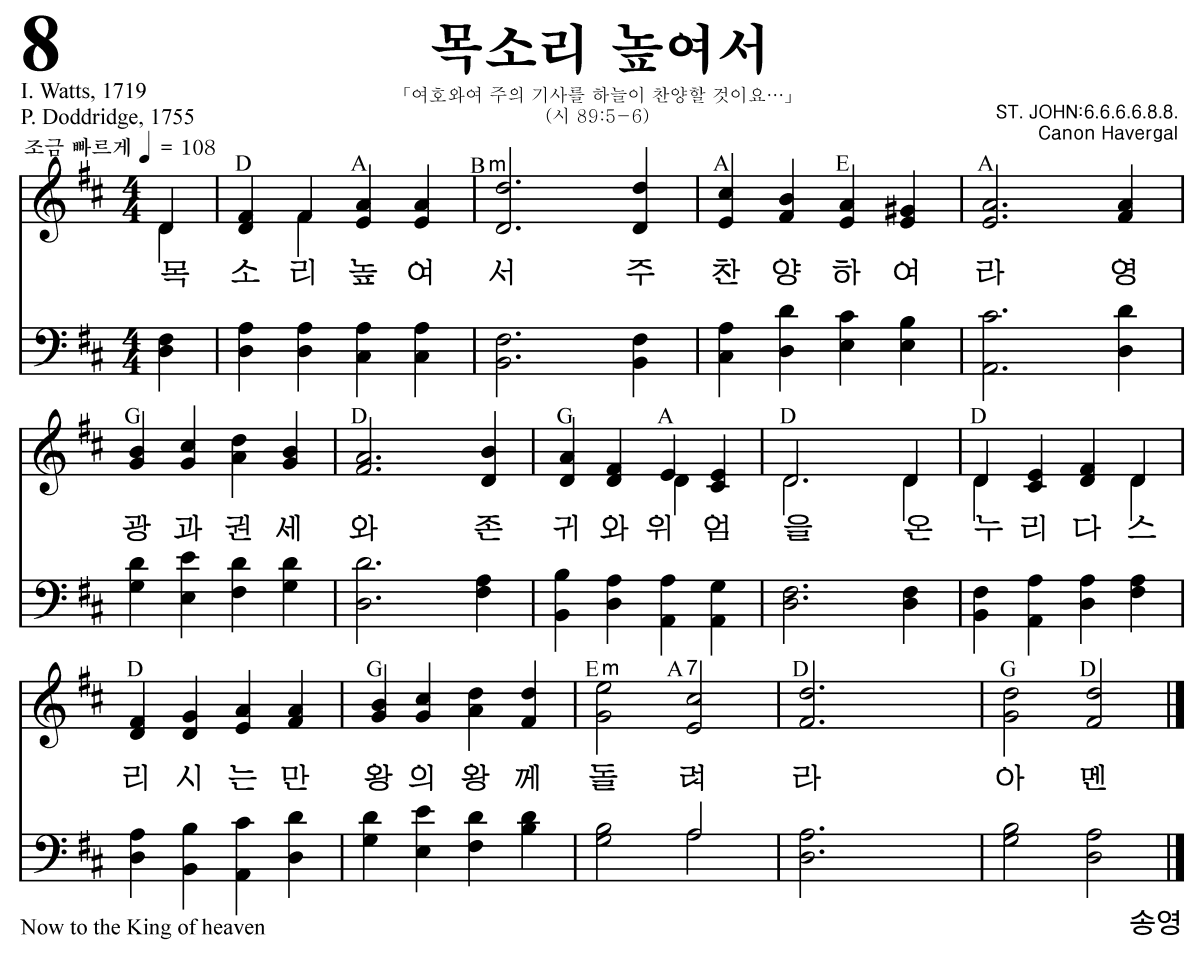 8
목소리 높여서
I. Watts, 1719
「여호와여 주의 기사를 하늘이 찬양할 것이요…」
P. Doddridge, 1755
(시 89:5-6)
ST. JOHN:6.6.6.6.8.8.
Canon Havergal
조금 빠르게 ♩ = 108
D A Bm A E A
4 4
목 소 리 높 여 서 주 찬 양 하 여 라 영
4 4
G D G A D D
광 과 권 세 와 존 귀 와 위 엄 을 온 누 리 다 스
D G Em A7 D G D
리 시 는 만 왕 의 왕 께 돌 려 라 아 멘
Now to the King of heaven
송영